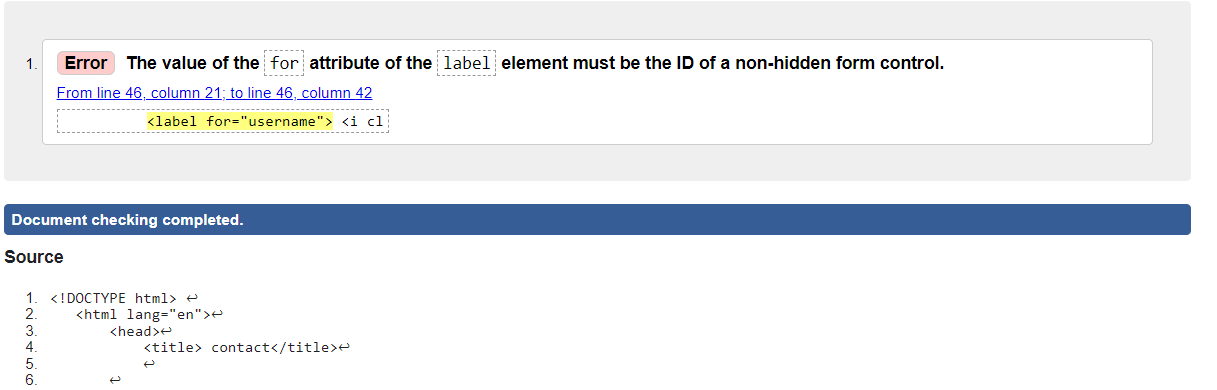 1. Error The value of the for attribute of the label element must be the ID of a non-hidden form control.
From line 46, column 21; to line 46, column 42
<label for="username"> <i cl
Document checking completed.
Source
1. <!DOCTYPE html> ↩
2. <html lang="en">↩
3. <head>↩
4. <title> contact</title>↩
5. ↩
6. ↩